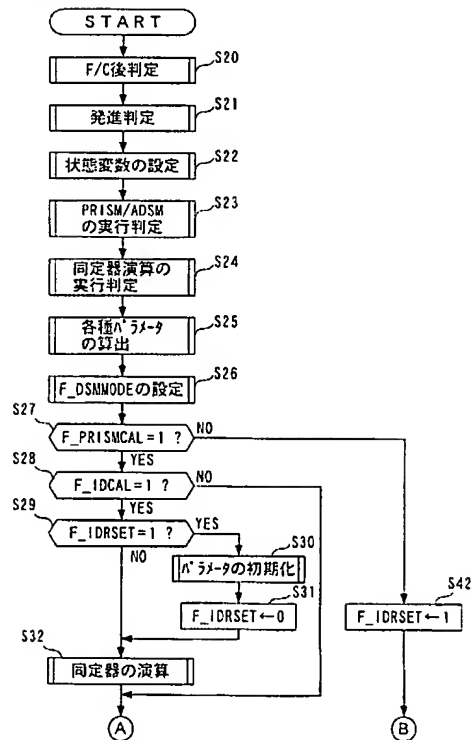 START
F/C後判定
S20
発進判定
S21
状態変数の設定
S22
PRISM/ADSM
の実行判定
S23
同定器演算の
実行判定
S24
各種パラメータ
の算出
S25
F_DSMMODEの設定
S26
S27
F_PRISMCAL=1 ?
NO
YES
S28
F_IDCAL=1 ?
NO
YES
S29
F_IDRSET=1 ?
YES
NO
S30
パラメータの初期化
S31
F_IDRSET←0
S42
F_IDRSET←1
S32
同定器の演算
A
B